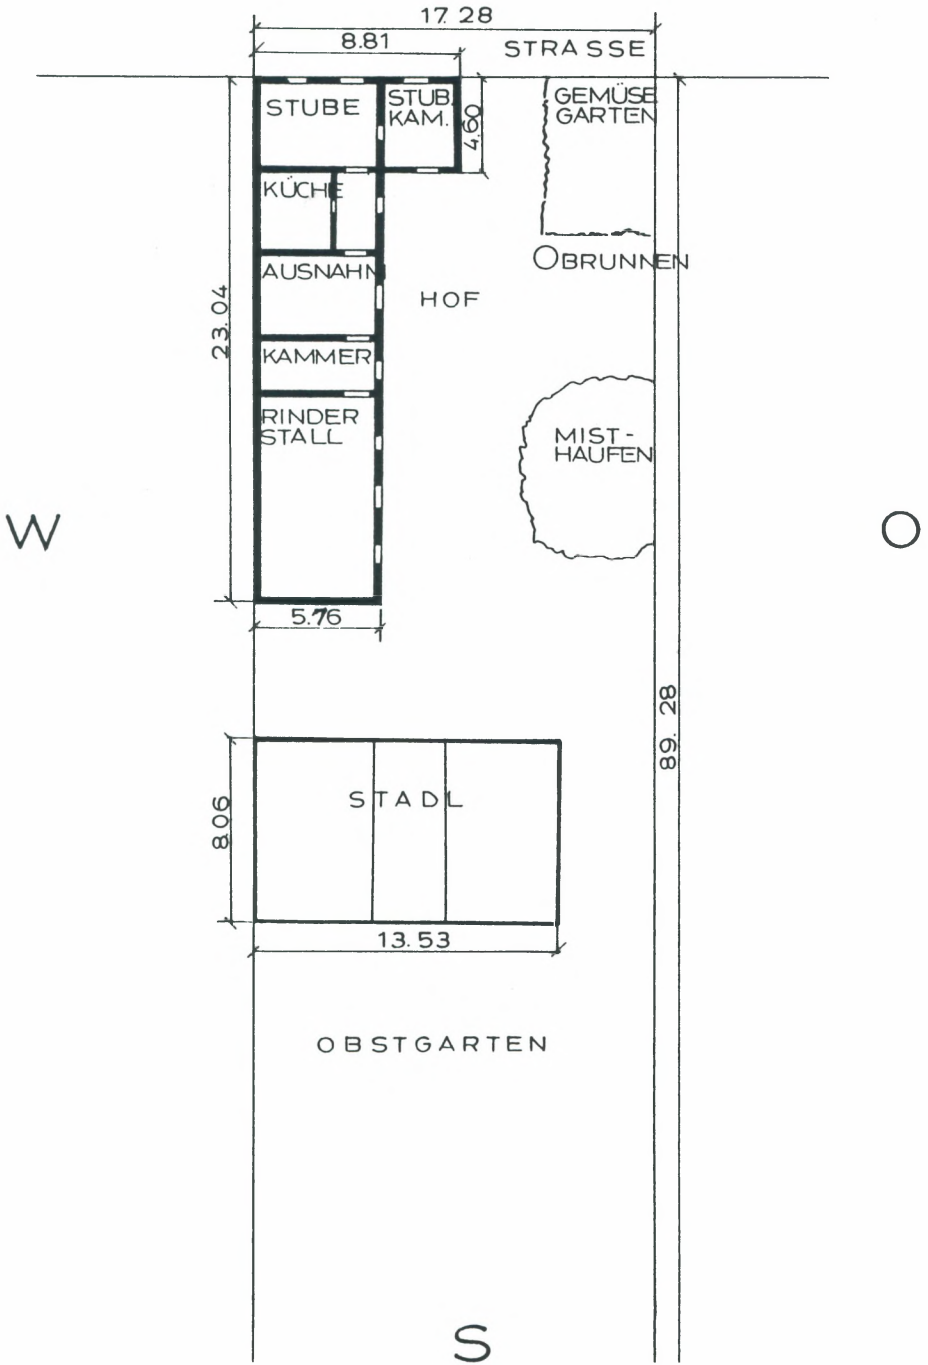 17.28
8.81
STRASSE
STUBE
STUB.
KAM.
4.60
GEMÜSE
GARTEN
KÜCHE
BRUNNEN
AUSNAHM
HOF
23.04
KAMMER
RINDER
STALL
MIST-
HAUFEN
W
O
5.76
89.28
STADL
8.06
13.53
OBSTGARTEN
S